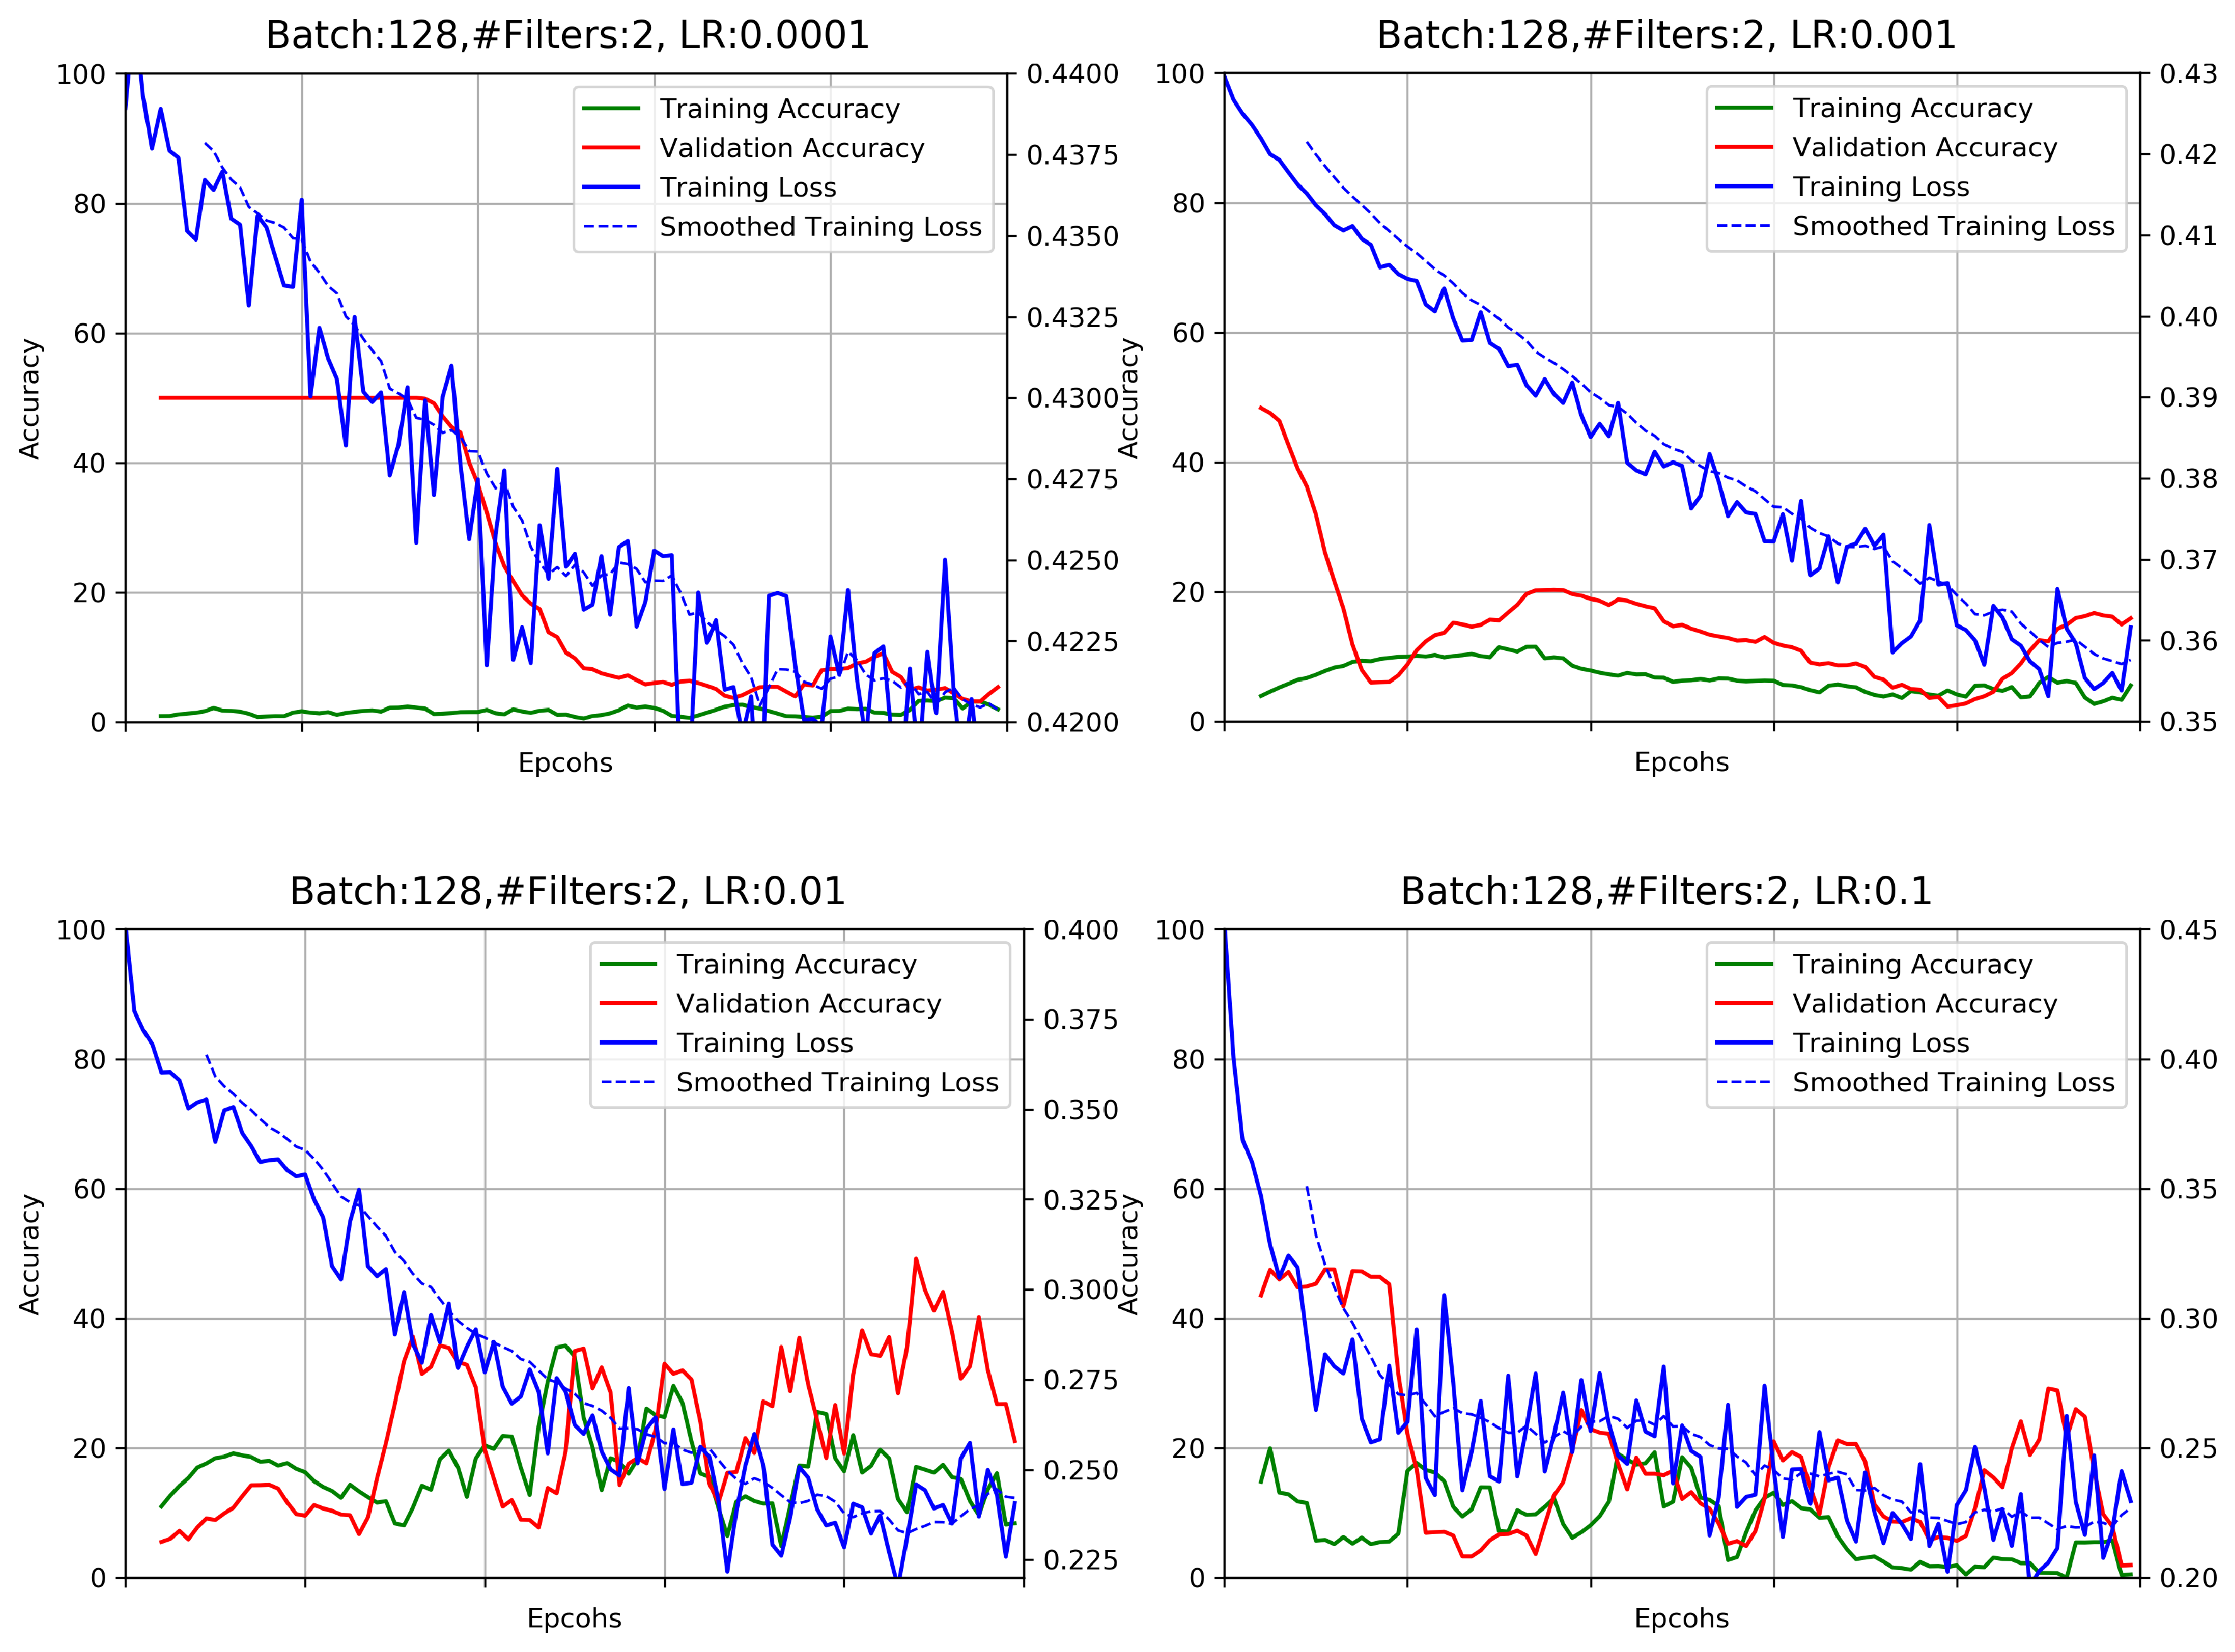 Batch:128,#Filters:2, LR:0.0001
100
80
60
40
20
0
Accuracy
0.4400
0.4375
0.4350
0.4325
0.4300
0.4275
0.4250
0.4225
0.4200
Training Accuracy
Validation Accuracy
Training Loss
Smoothed Training Loss
Epcohs
Batch:128,#Filters:2, LR:0.001
100
80
60
40
20
0
Accuracy
0.43
0.42
0.41
0.40
0.39
0.38
0.37
0.36
0.35
Training Accuracy
Validation Accuracy
Training Loss
Smoothed Training Loss
Epcohs
Batch:128,#Filters:2, LR:0.01
100
80
60
40
20
0
Accuracy
0.400
0.375
0.350
0.325
0.300
0.275
0.250
0.225
Training Accuracy
Validation Accuracy
Training Loss
Smoothed Training Loss
Epcohs
Batch:128,#Filters:2, LR:0.1
100
80
60
40
20
0
Accuracy
0.45
0.40
0.35
0.30
0.25
0.20
Training Accuracy
Validation Accuracy
Training Loss
Smoothed Training Loss
Epcohs